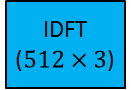 IDFT
(512 × 3)